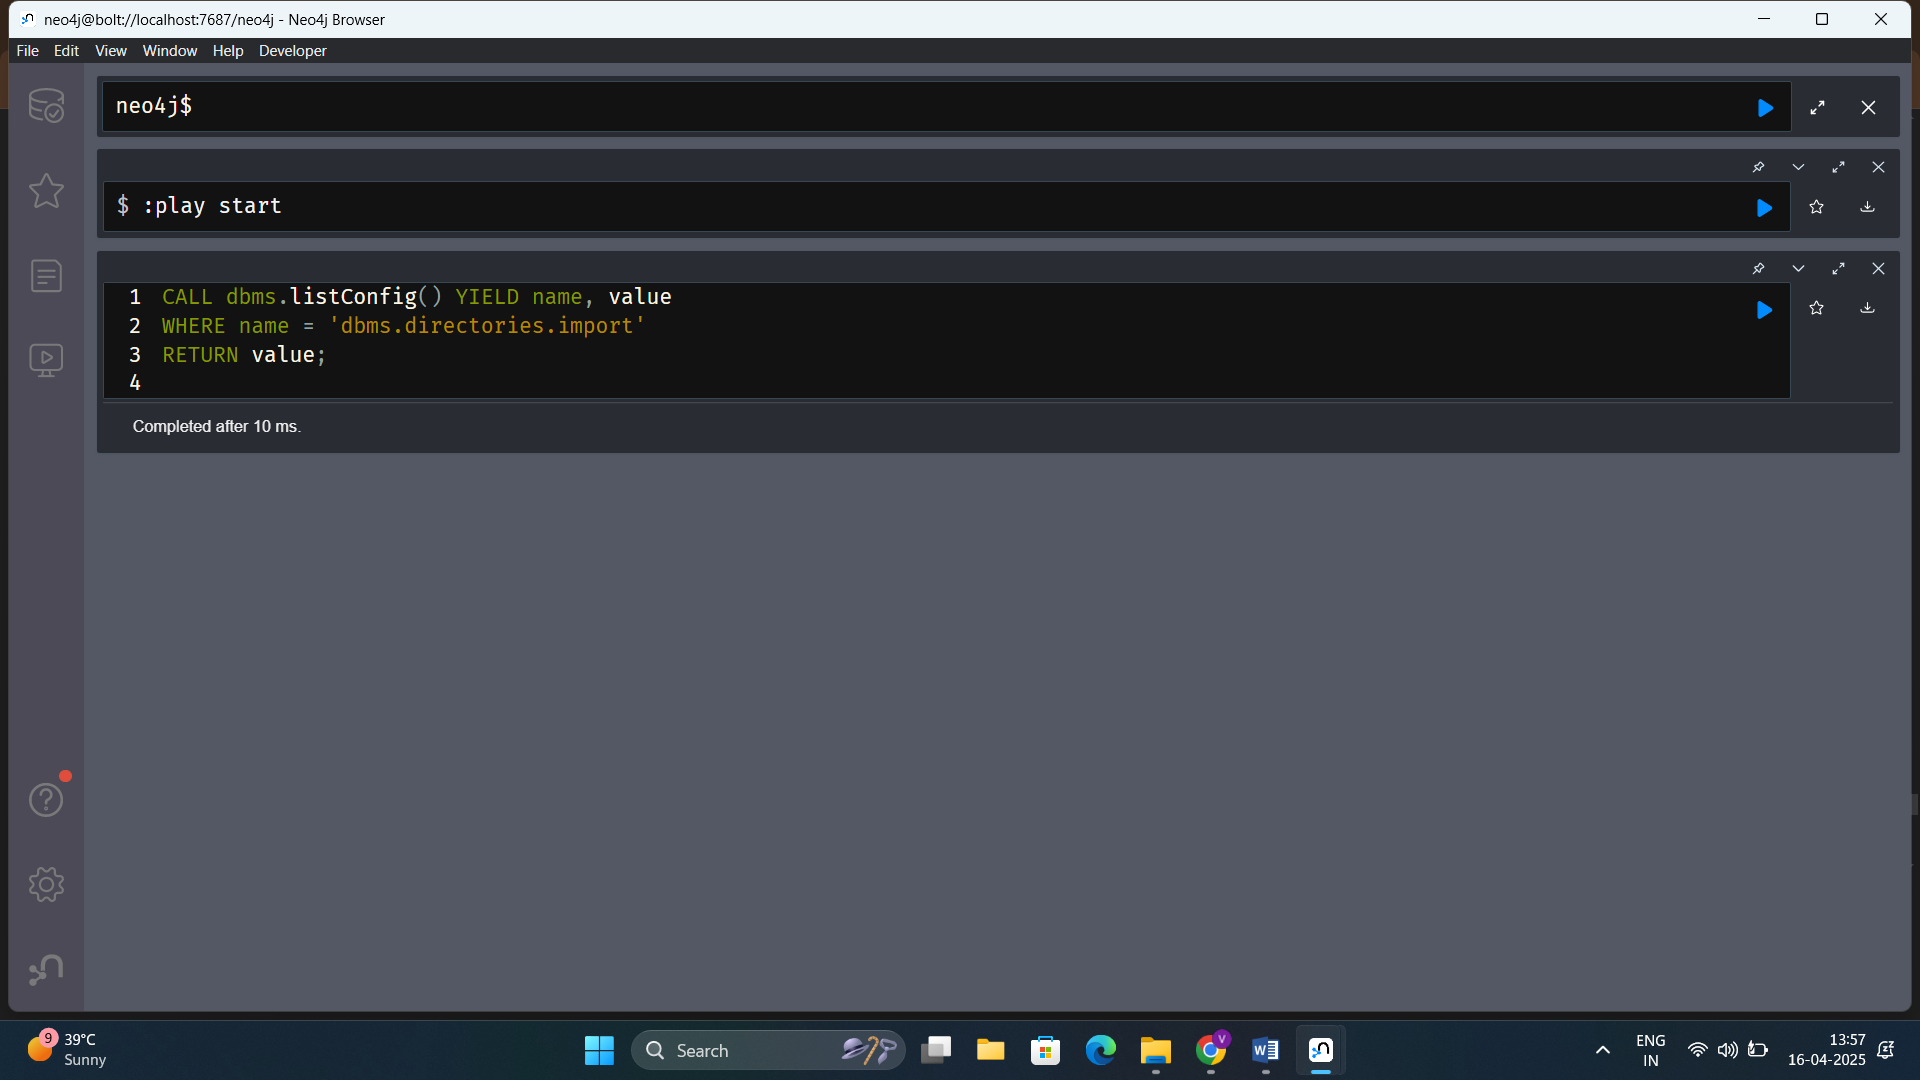 neo4j@bolt://localhost:7687/neo4j - Neo4j Browser
File Edit View Window Help Developer
neo4j$
$ :play start
1 CALL dbms.listConfig() YIELD name, value
2 WHERE name = 'dbms.directories.import'
3 RETURN value;
4
Completed after 10 ms.
9
39°C
Sunny
Search
V
W
ENG
IN
13:57
16-04-2025